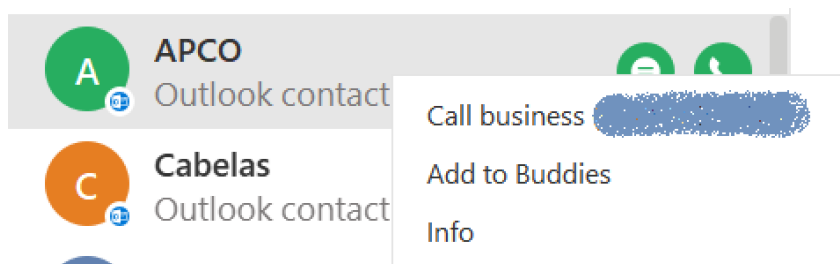 A
APCO
Outlook contact
Call business
Add to Buddies
C
Cabelas
Outlook contact
Info